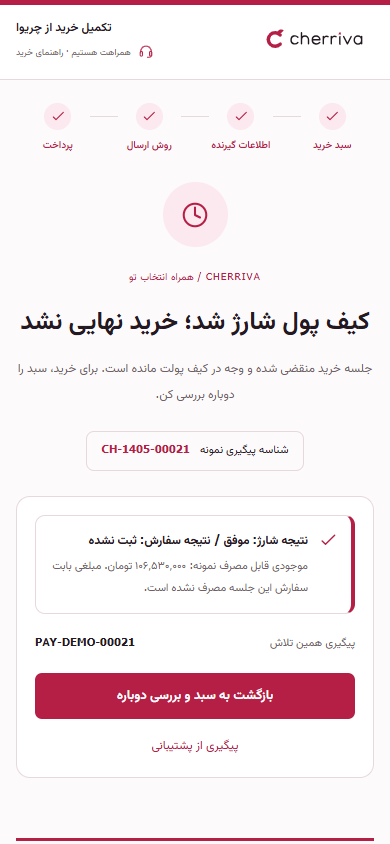 cherriva
تکمیل خرید از چریوا
همراهت هستیم · راهنمای خرید
سبد خرید
اطلاعات گیرنده
روش ارسال
پرداخت
CHERRIVA / همراه انتخاب تو
کیف پول شارژ شد؛ خرید نهایی نشد
جلسه خرید منقضی شده و وجه در کیف پولت مانده است. برای خرید، سبد را
دوباره بررسی کن.
شناسه پیگیری نمونه CH-1405-00021
نتیجه شارژ: موفق / نتیجه سفارش: ثبت نشده
موجودی قابل مصرف نمونه: ۱۰۶,۵۳۰,۰۰۰ تومان. مبلغی بابت
سفارش این جلسه مصرف نشده است.
پیگیری همین تلاش PAY-DEMO-00021
بازگشت به سبد و بررسی دوباره
پیگیری از پشتیبانی